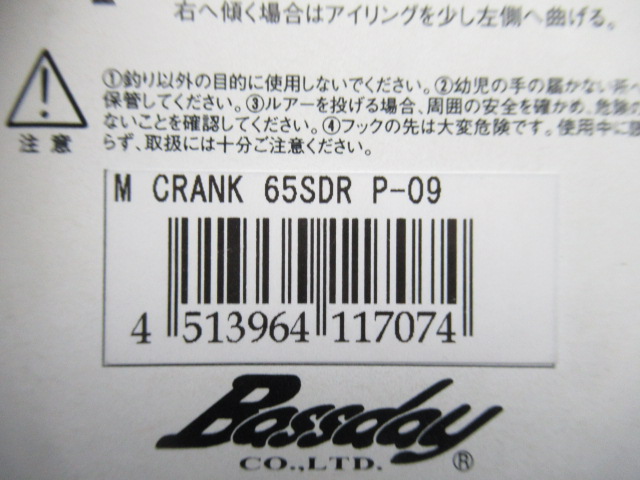 右へ傾く場合はアイリングを少し左側へ曲げる。
①釣り以外の目的に使用しないでください。②幼児の手の届かない所へ
保管してください。③ルアーを投げる場合、周囲の安全を確かめ、危険の
ないことを確認してください。④フックの先は大変危険です。使用中に限
らず、取扱には十分ご注意ください。
注意
M CRANK 65SDR P-09
4 513964 117074
Bassday
CO.,LTD. ®